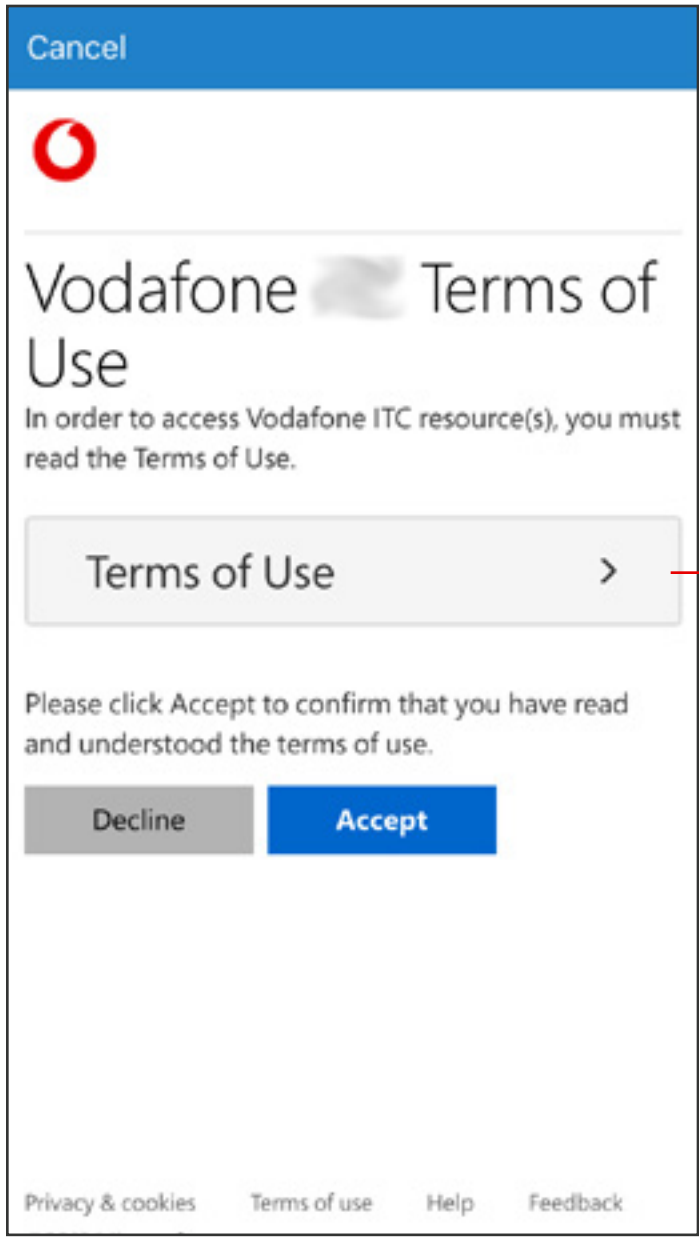 Cancel
Vodafone Terms of
Use
In order to access Vodafone ITC resource(s), you must
read the Terms of Use.
Terms of Use >
Please click Accept to confirm that you have read
and understood the terms of use.
Decline Accept
Privacy & cookies Terms of use Help Feedback